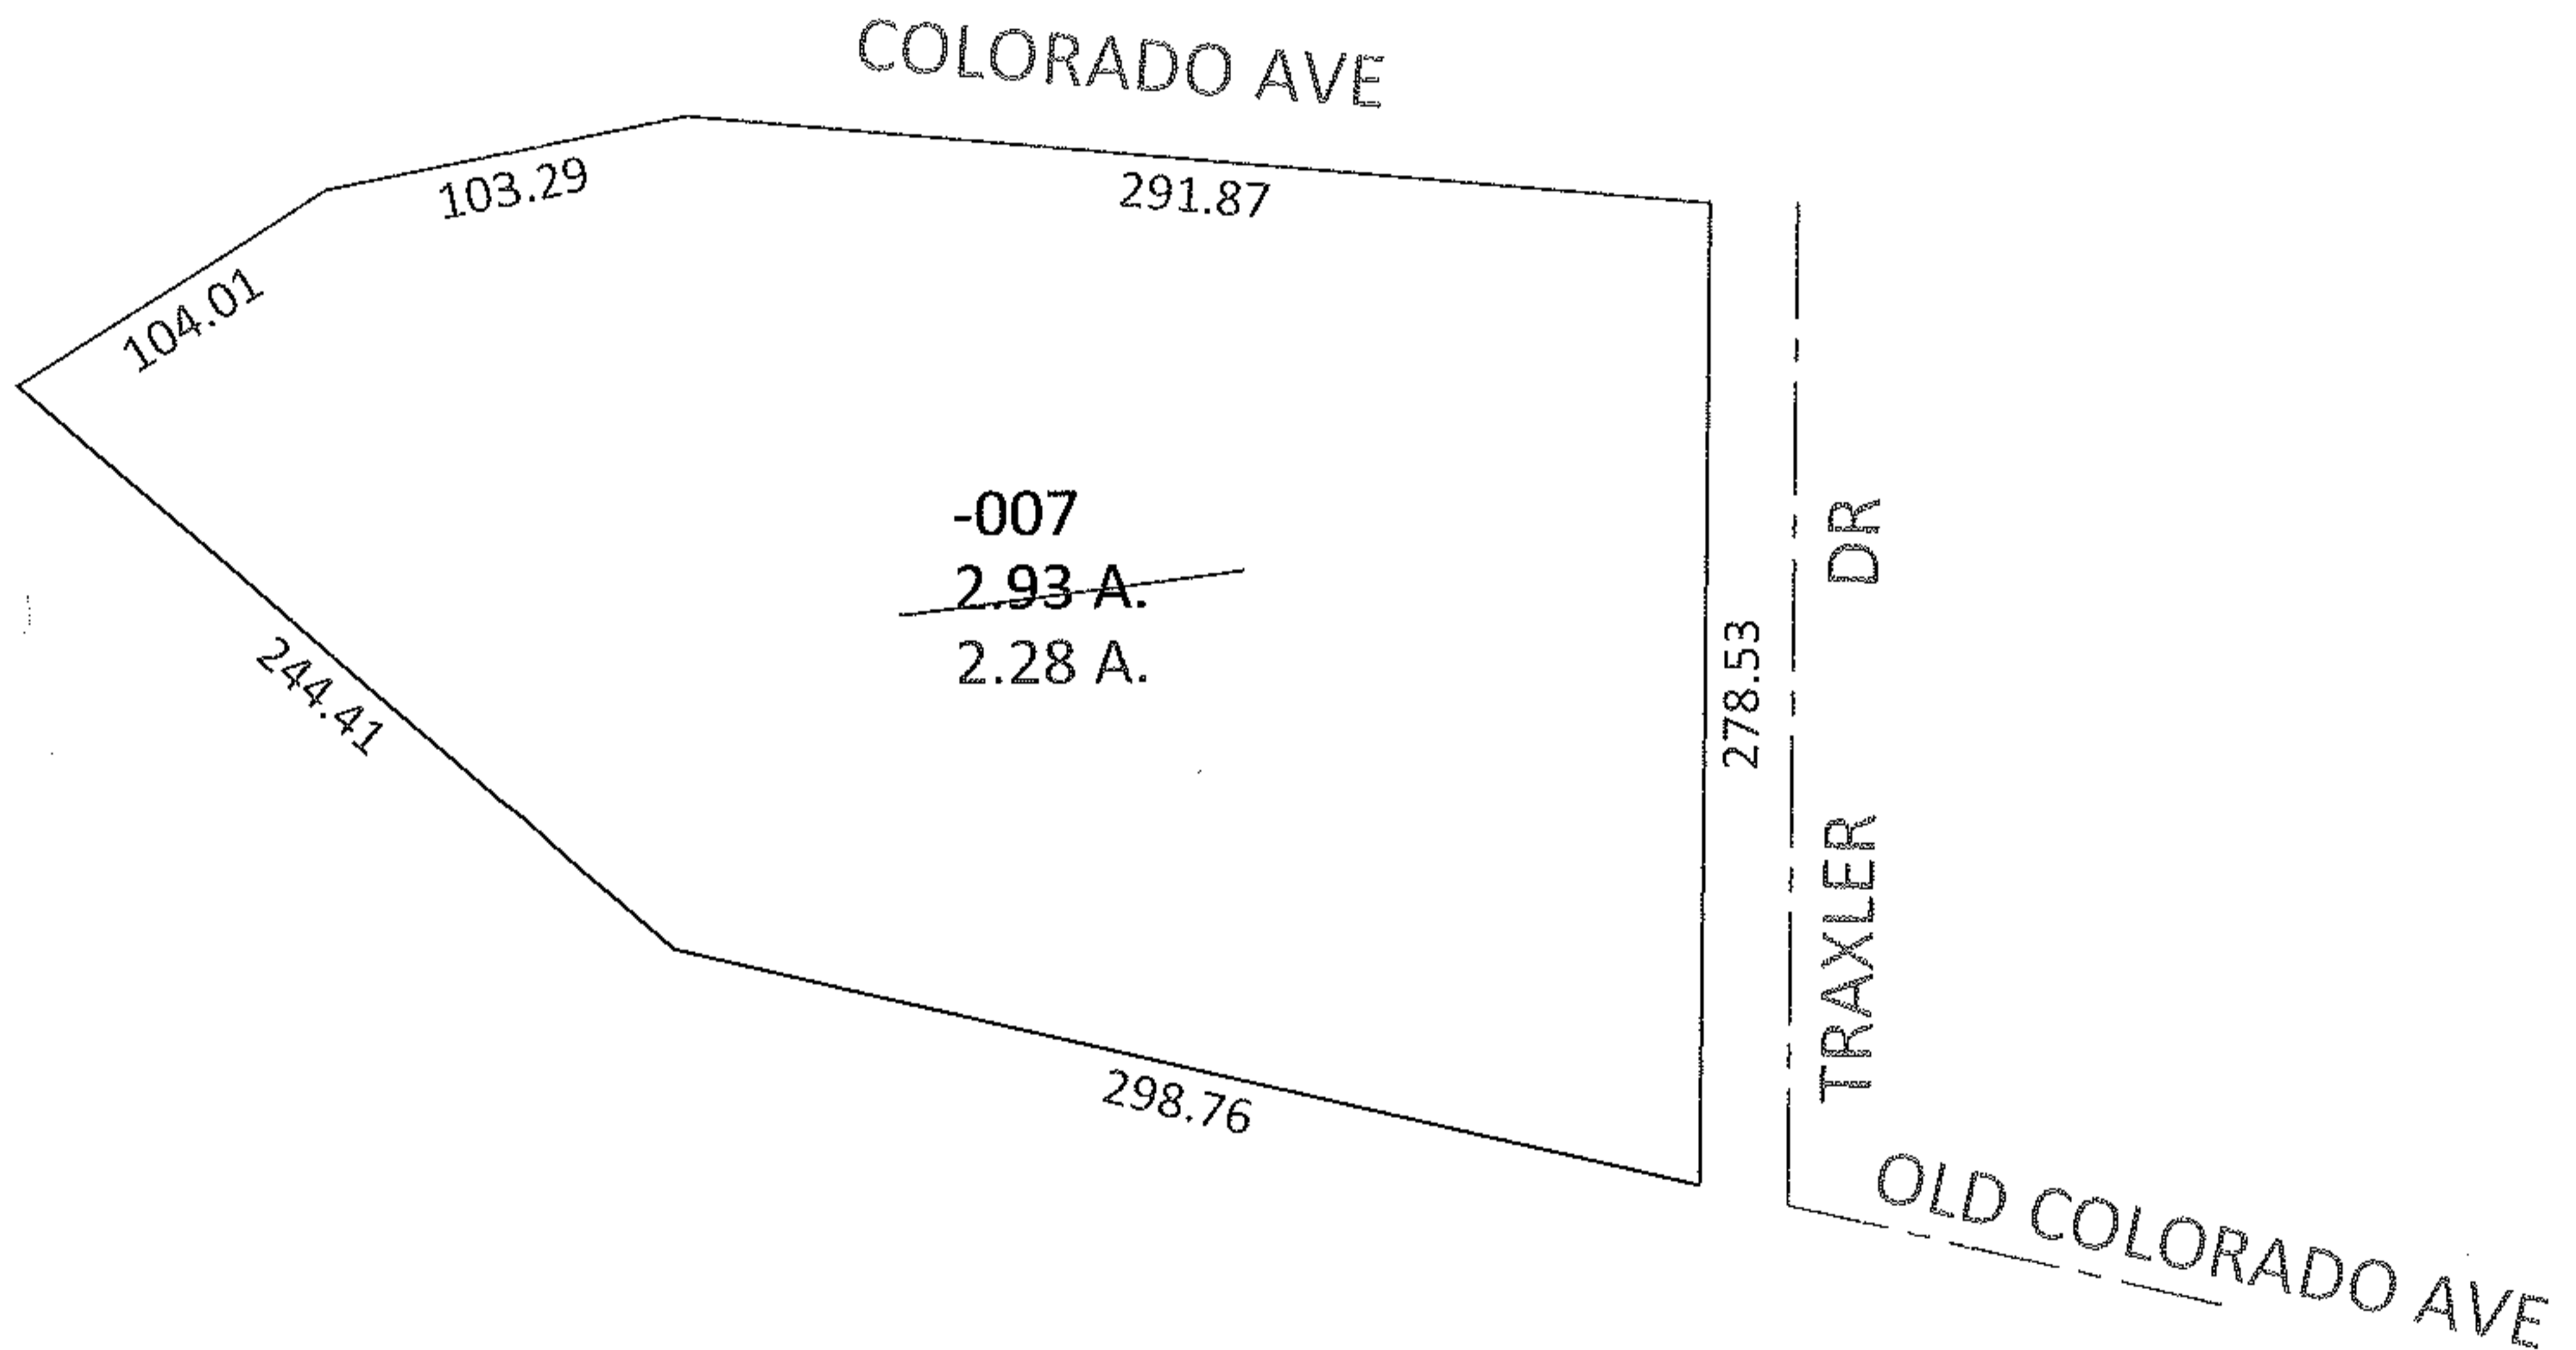 COLORADO AVE
103.29
291.87
104.01
-007
2.93 A.
2.28 A.
244.41
278.53
298.76
TRAXLER DR
OLD COLORADO AVE